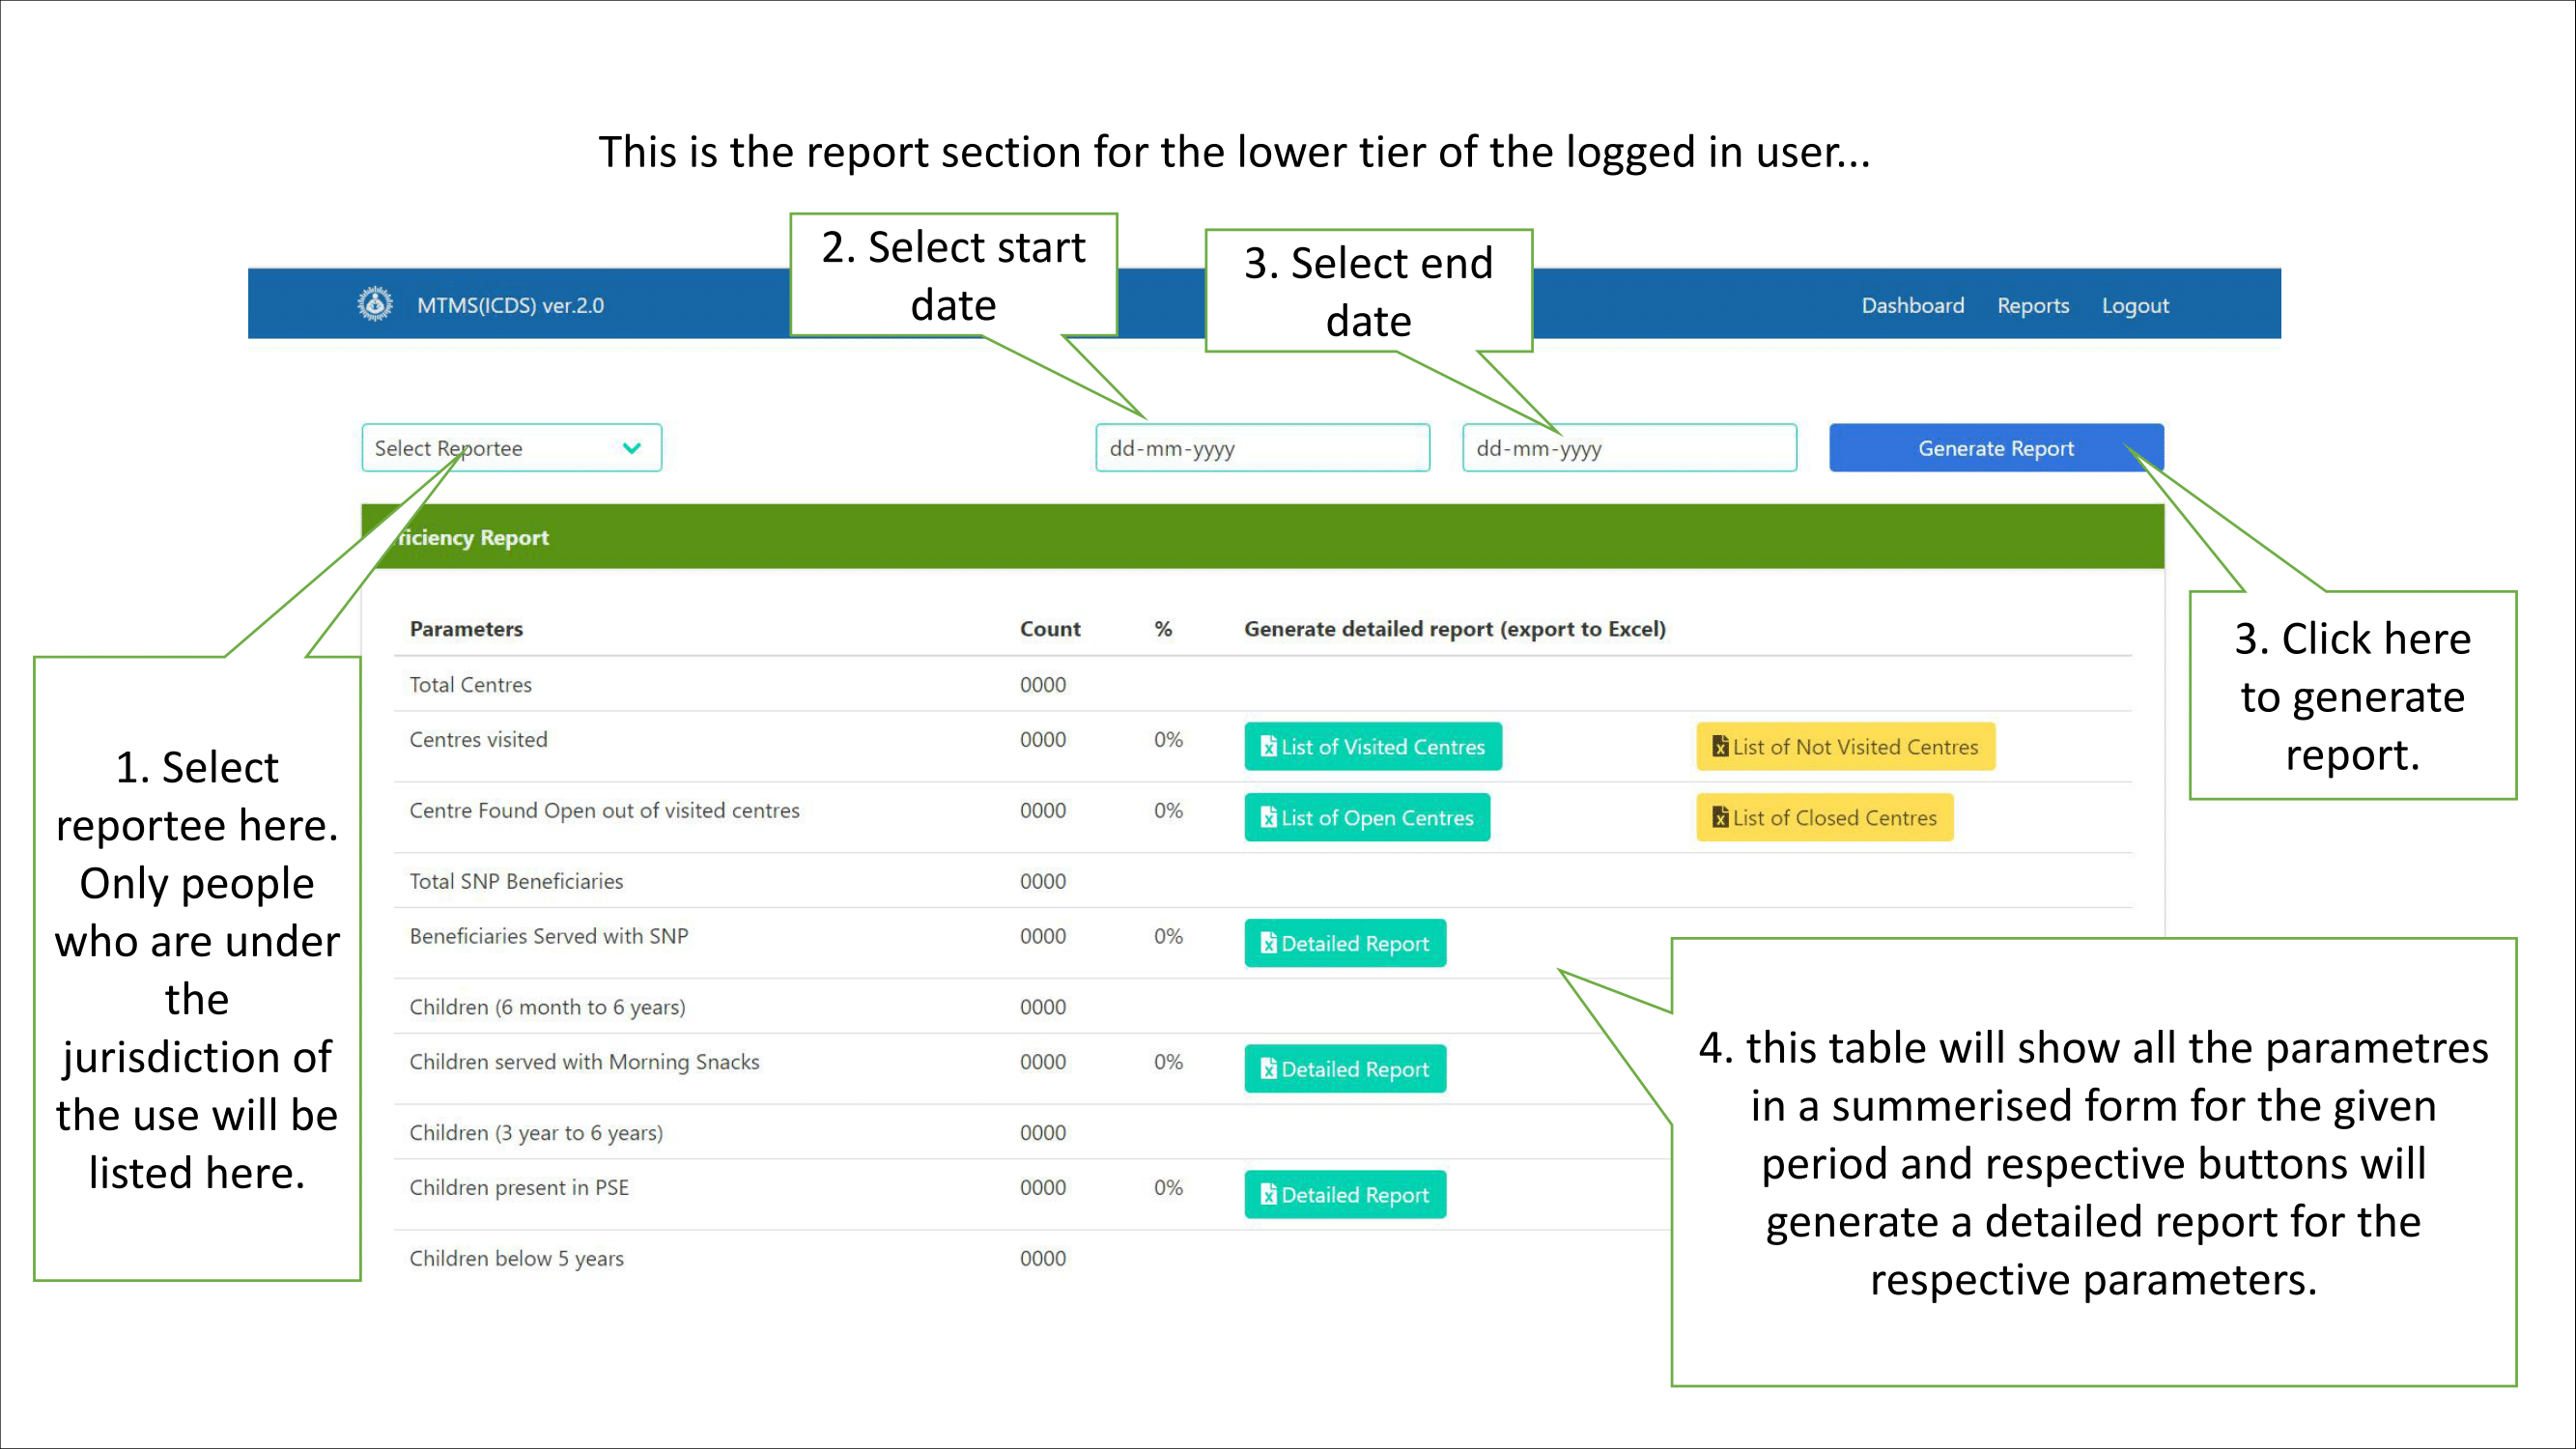 This is the report section for the lower tier of the logged in user...
2. Select start
date
3. Select end
date
MTMS(ICDS) ver.2.0
Dashboard Reports Logout
Select Reportee
dd-mm-yyyy
dd-mm-yyyy
Generate Report
ficiency Report
Parameters Count % Generate detailed report (export to Excel)
Total Centres 0000
Centres visited 0000 0% List of Visited Centres List of Not Visited Centres
Centre Found Open out of visited centres 0000 0% List of Open Centres List of Closed Centres
Total SNP Beneficiaries 0000
Beneficiaries Served with SNP 0000 0% Detailed Report
Children (6 month to 6 years) 0000
Children served with Morning Snacks 0000 0% Detailed Report
Children (3 year to 6 years) 0000
Children present in PSE 0000 0% Detailed Report
Children below 5 years 0000
1. Select
reportee here.
Only people
who are under
the
jurisdiction of
the use will be
listed here.
3. Click here
to generate
report.
4. this table will show all the parametres
in a summerised form for the given
period and respective buttons will
generate a detailed report for the
respective parameters.